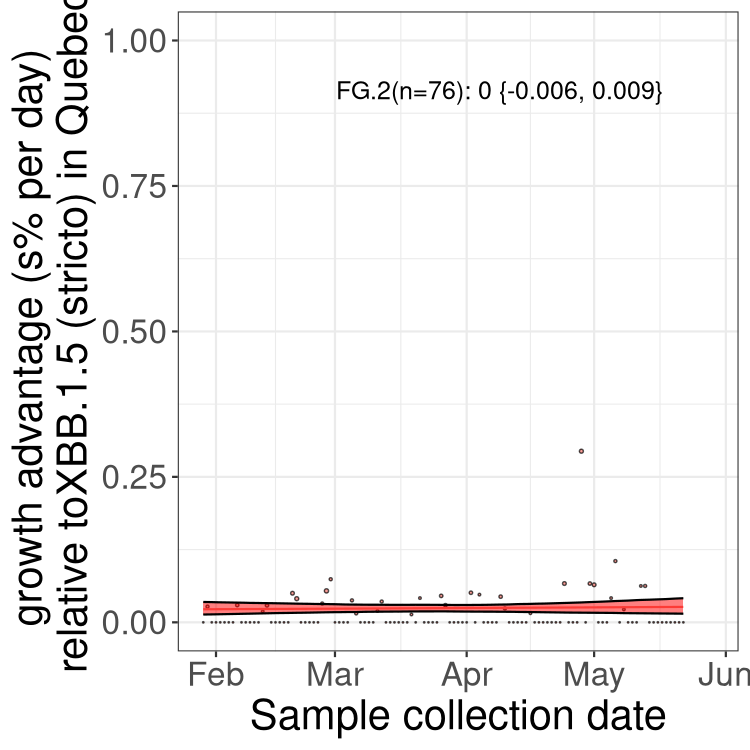 growth advantage (s% per day)
relative toXBB.1.5 (stricto) in Quebec
1.00
0.75
0.50
0.25
0.00
FG.2(n=76): 0 {-0.006, 0.009}
Feb Mar Apr May Jun
Sample collection date